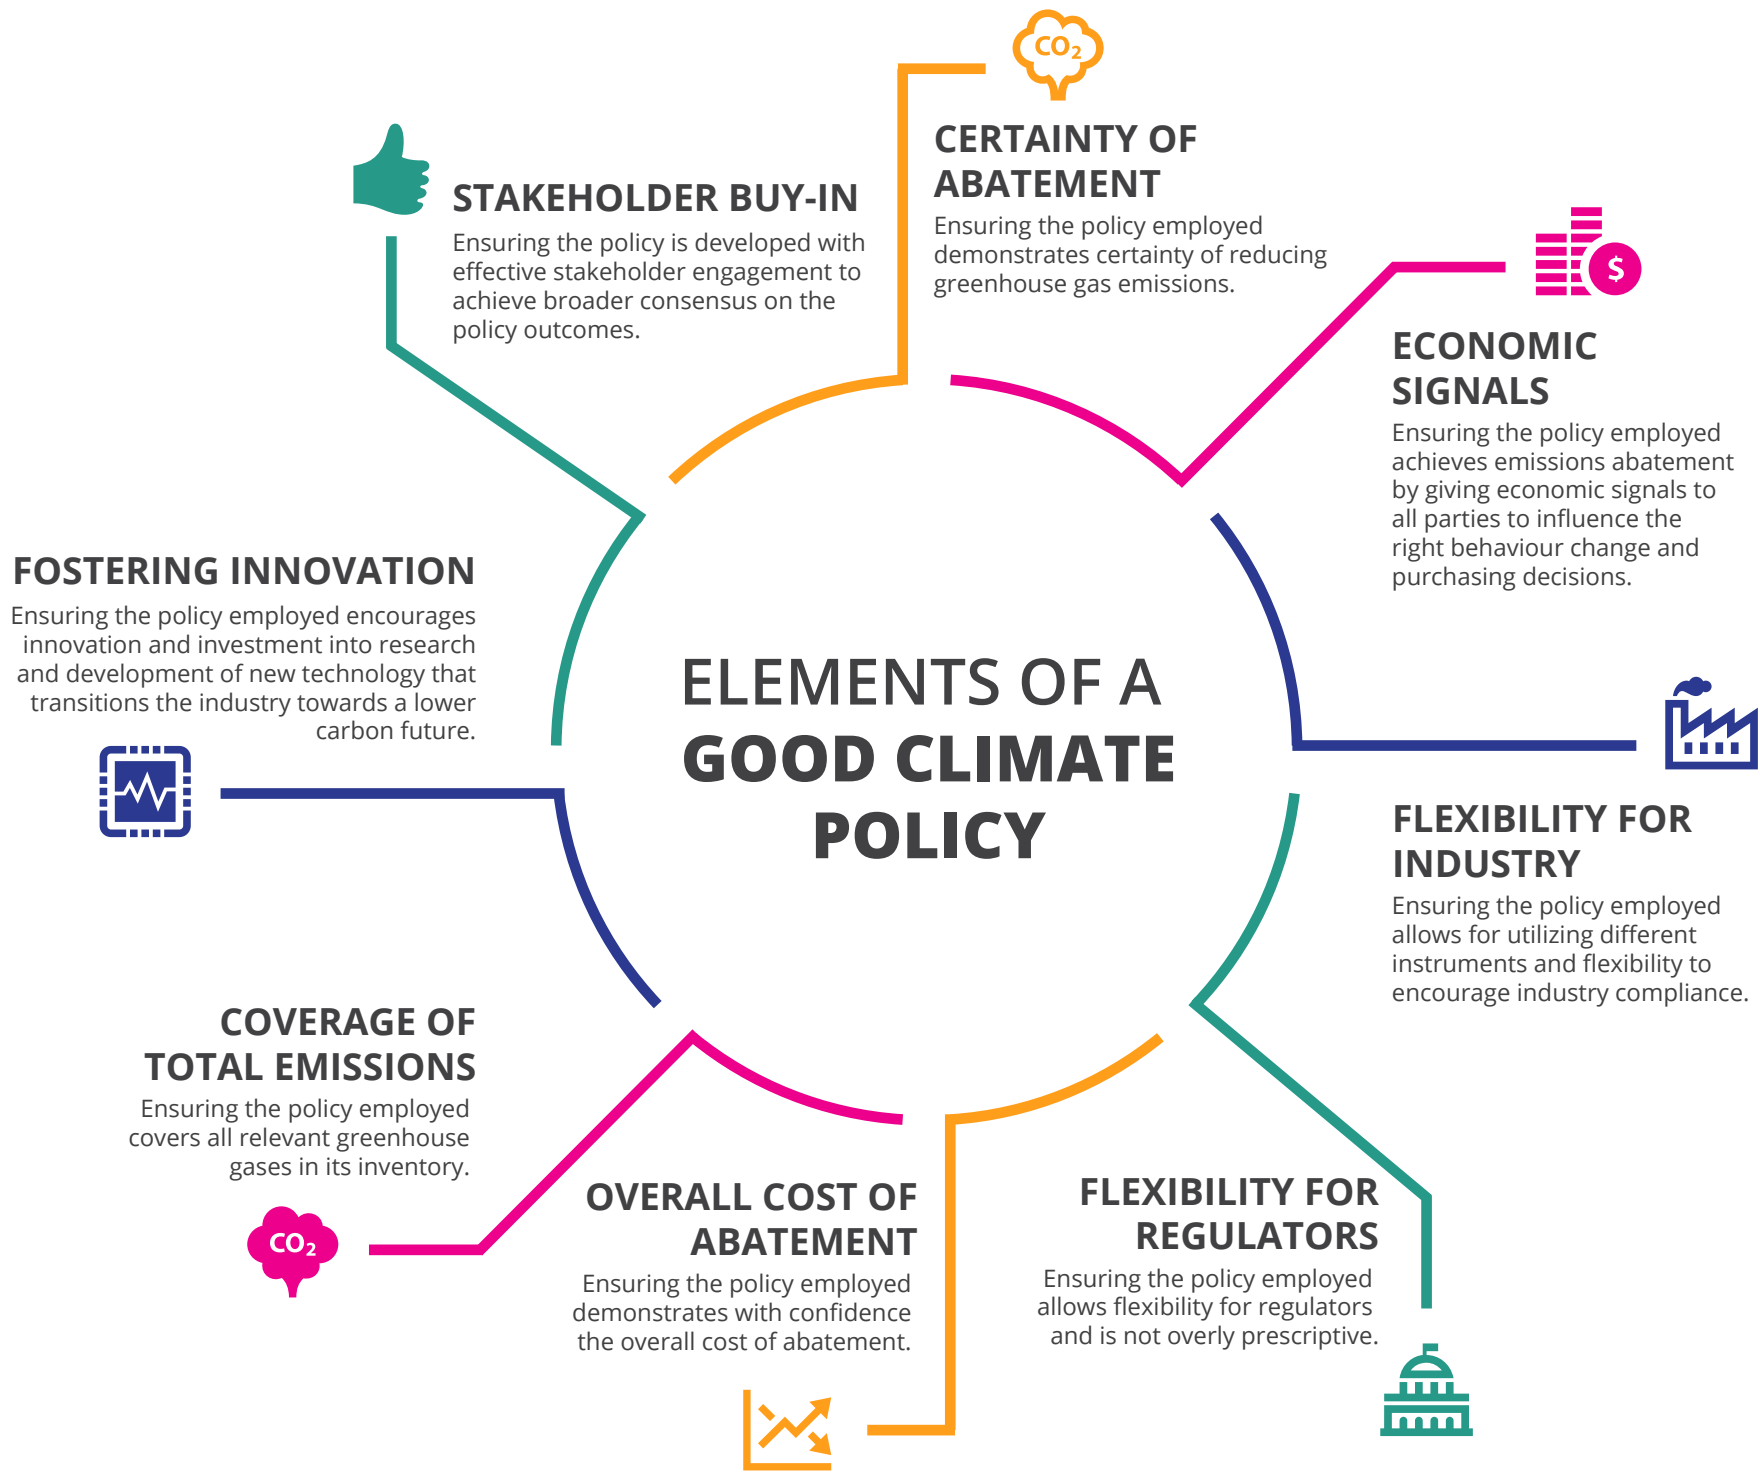 ELEMENTS OF A
GOOD CLIMATE
POLICY
CO₂
CERTAINTY OF
ABATEMENT
Ensuring the policy employed
demonstrates certainty of reducing
greenhouse gas emissions.
$
ECONOMIC
SIGNALS
Ensuring the policy employed
achieves emissions abatement
by giving economic signals to
all parties to influence the
right behaviour change and
purchasing decisions.
FLEXIBILITY FOR
INDUSTRY
Ensuring the policy employed
allows for utilizing different
instruments and flexibility to
encourage industry compliance.
FLEXIBILITY FOR
REGULATORS
Ensuring the policy employed
allows flexibility for regulators
and is not overly prescriptive.
OVERALL COST OF
ABATEMENT
Ensuring the policy employed
demonstrates with confidence
the overall cost of abatement.
COVERAGE OF
TOTAL EMISSIONS
Ensuring the policy employed
covers all relevant greenhouse
gases in its inventory.
CO₂
FOSTERING INNOVATION
Ensuring the policy employed encourages
innovation and investment into research
and development of new technology that
transitions the industry towards a lower
carbon future.
STAKEHOLDER BUY-IN
Ensuring the policy is developed with
effective stakeholder engagement to
achieve broader consensus on the
policy outcomes.